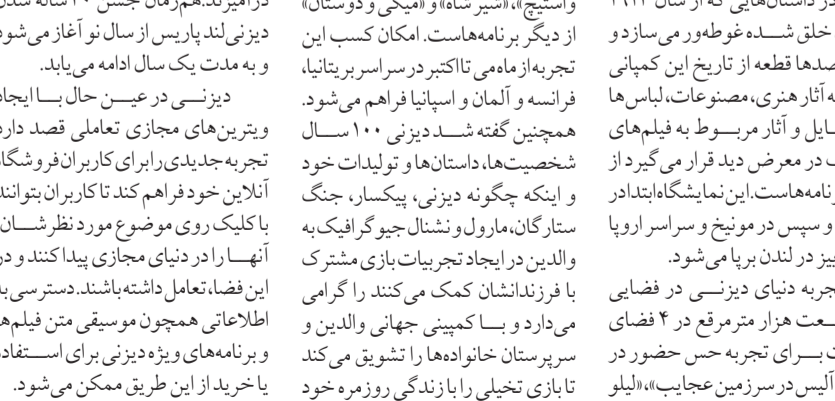 در داستان‌هایی که از سال ۱۹۲۳
خلق شده غوطه‌ور می‌سازد و
صدها قطعه از تاریخ این کمپانی
آثار هنری، مصنوعات، لباس‌ها
و آثار مربوط به فیلم‌های
در معرض دید قرار می‌گیرد از
این نمایشگاه ابتدا در
و سپس در مونیخ و سراسر اروپا
در لندن برپا می‌شود.
دنیای دیزنی در فضایی
هزار مترمربع در ۴ فضای
برای تجربه حس حضور در
آلیس در سرزمین عجایب»، «لیلو
واستیچ»، «شیر شاه» و «میکی و دوستان»
از دیگر برنامه‌هاست. امکان کسب این
تجربه از ماه می تا اکتبر در سراسر بریتانیا،
فرانسه و آلمان و اسپانیا فراهم می‌شود.
همچنین گفته شده دیزنی ۱۰۰ سال
شخصیت‌ها، داستان‌ها و تولیدات خود
و اینکه چگونه دیزنی، پیکسار، جنگ
ستارگان، مارول و نشنال جیوگرافیک به
والدین در ایجاد تجربیات بازی مشترک
با فرزندانشان کمک می‌کنند را گرامی
می‌دارد و با کمپینی جهانی والدین و
سرپرستان خانواده‌ها را تشویق می‌کند
تا بازی تخیلی را با زندگی روزمره خود
درآمیزند. هم‌زمان جشن ۳۰ ساله شدن
دیزنی‌لند پاریس از سال نو آغاز می‌شود
و به مدت یک سال ادامه می‌یابد.
دیزنی در عین حال با ایجاد
ویترین‌های مجازی تعاملی قصد دارد
تجربه جدیدی را برای کاربران فروشگاه
آنلاین خود فراهم کند تا کاربران بتوانند
با کلیک روی موضوع مورد نظرشان
آنها را در دنیای مجازی پیدا کنند و در
این فضا، تعامل داشته باشند. دسترسی به
اطلاعاتی همچون موسیقی متن فیلم‌ها
و برنامه‌های ویژه دیزنی برای استفاده
یا خرید از این طریق ممکن می‌شود.